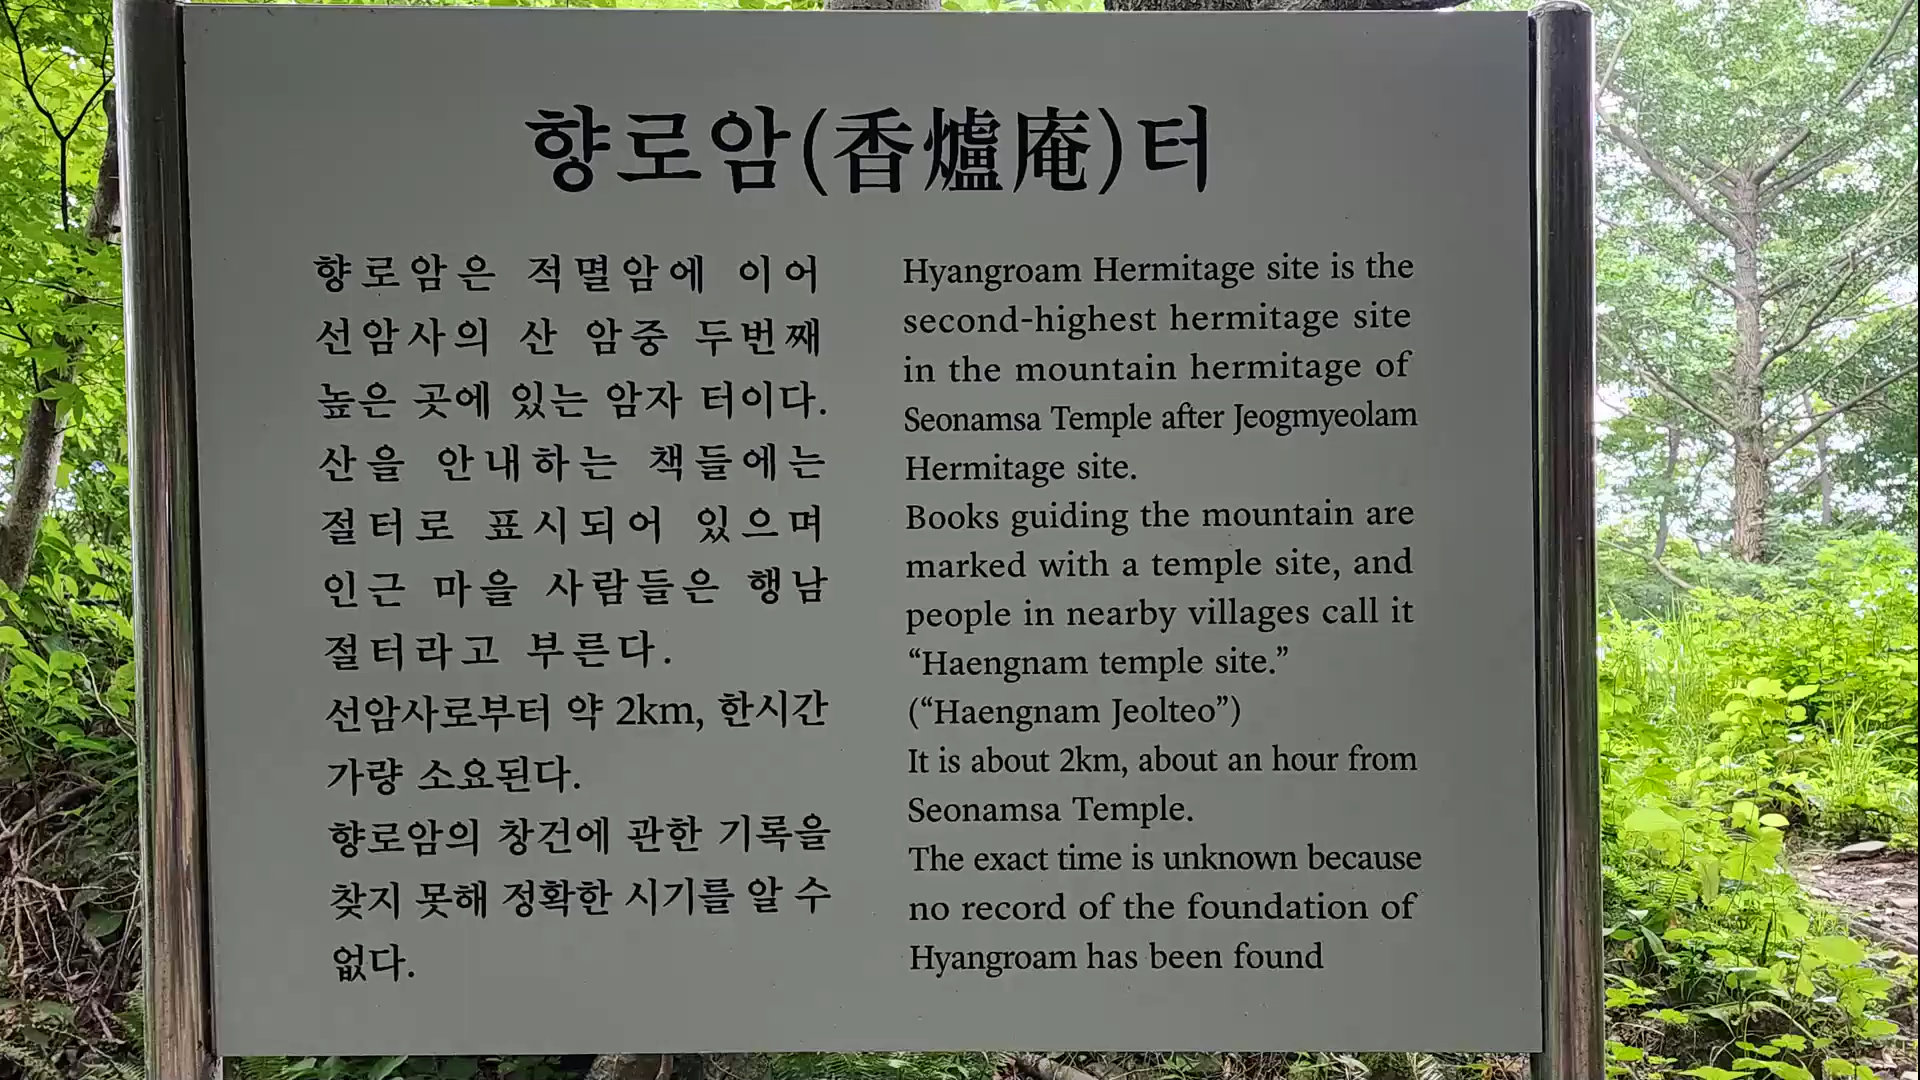 향로암(香爐庵)터
향로암은 적멸암에 이어
선암사의 산 암중 두번째
높은 곳에 있는 암자 터이다.
산을 안내하는 책들에는
절터로 표시되어 있으며
인근 마을 사람들은 행남
절터라고 부른다.
선암사로부터 약 2km, 한시간
가량 소요된다.
향로암의 창건에 관한 기록을
찾지 못해 정확한 시기를 알 수
없다.
Hyangroam Hermitage site is the
second-highest hermitage site
in the mountain hermitage of
Seonamsa Temple after Jeogmyeolam
Hermitage site.
Books guiding the mountain are
marked with a temple site, and
people in nearby villages call it
“Haengnam temple site.”
(“Haengnam Jeolteo”)
It is about 2km, about an hour from
Seonamsa Temple.
The exact time is unknown because
no record of the foundation of
Hyangroam has been found